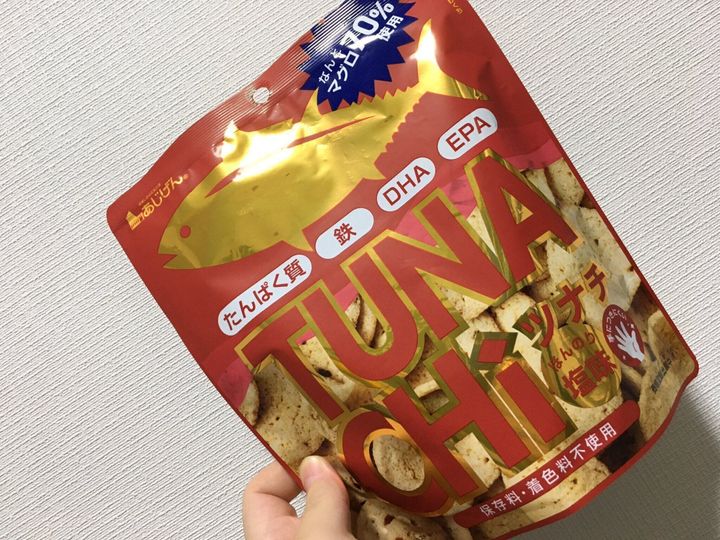 なんと
マグロ70%
使用
あじげん
たんぱく質
鉄
DHA
EPA
TUNA
CHi
ツナチ
ほんのり
塩味
保存料・着色料不使用